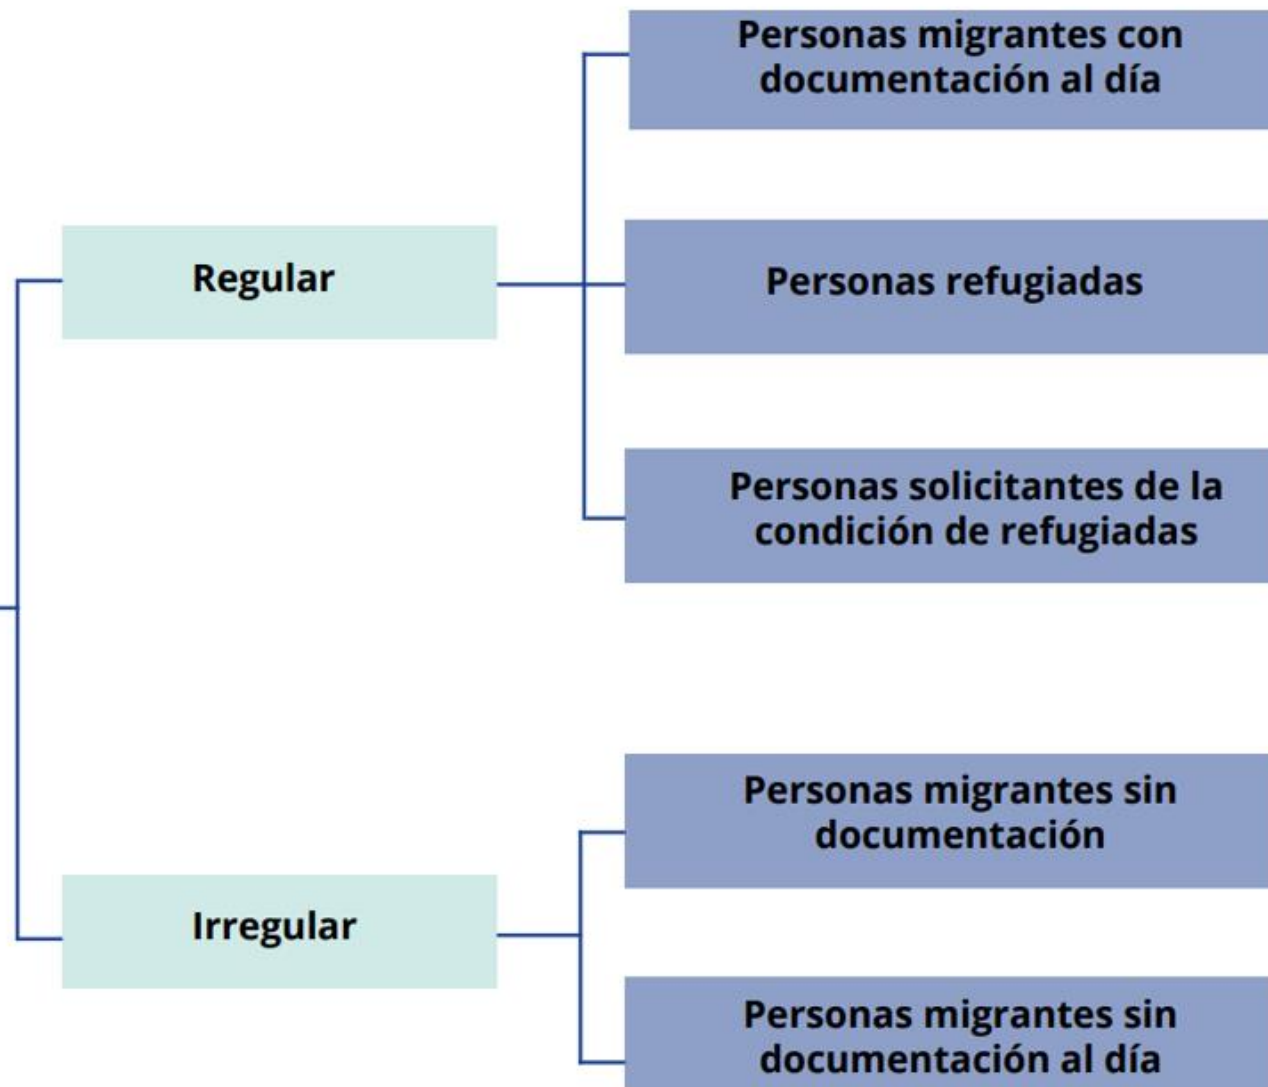 Personas migrantes con
documentación al día
Regular
Personas refugiadas
Personas solicitantes de la
condición de refugiadas
Personas migrantes sin
documentación
Irregular
Personas migrantes sin
documentación al día